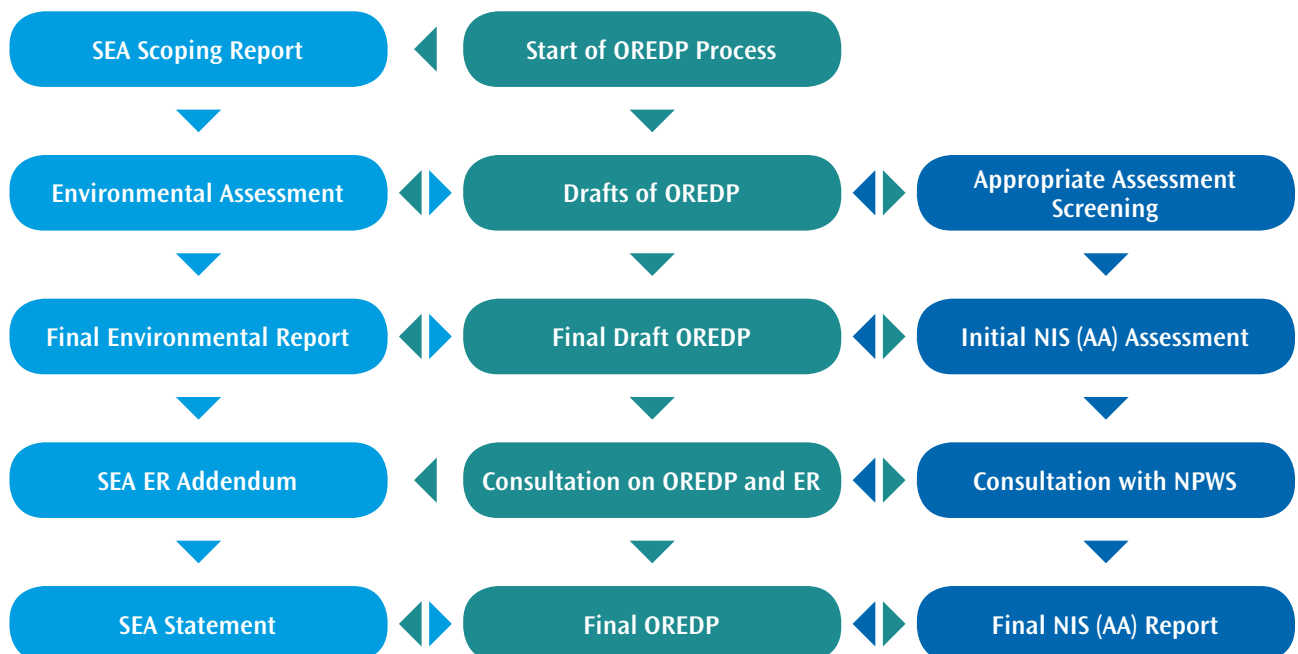 SEA Scoping Report
Start of OREDP Process
Environmental Assessment
Drafts of OREDP
Appropriate Assessment
Screening
Final Environmental Report
Final Draft OREDP
Initial NIS (AA) Assessment
SEA ER Addendum
Consultation on OREDP and ER
Consultation with NPWS
SEA Statement
Final OREDP
Final NIS (AA) Report